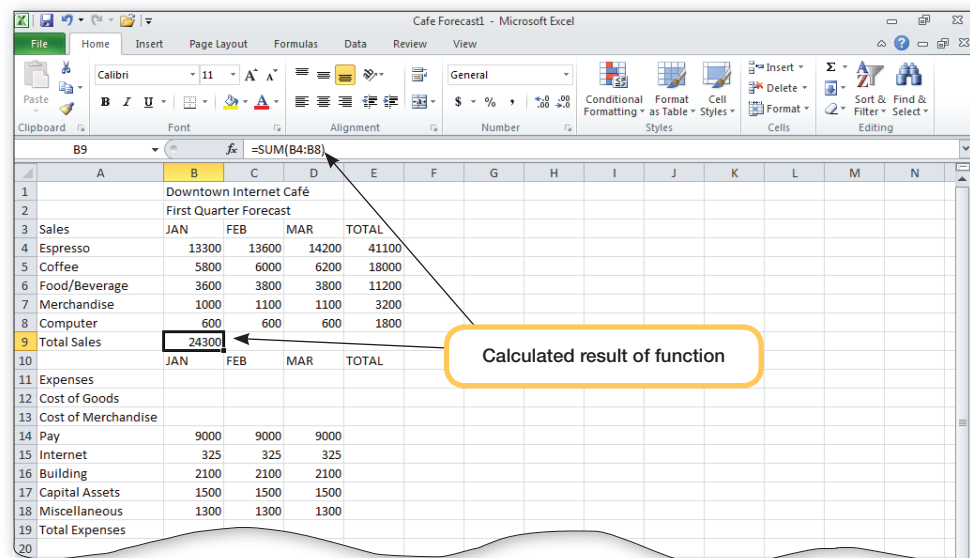 Cafe Forecast1 - Microsoft Excel
File Home Insert Page Layout Formulas Data Review View
Paste
Clipboard
Calibri 11 A A
B I U A
Font
Alignment
General
$ % , .0 .00 .00 .0
Number
Conditional Formatting
Format as Table
Cell Styles
Styles
Insert
Delete
Format
Cells
Σ
Sort & Filter
Find & Select
Editing
B9 fx =SUM(B4:B8)
A B C D E F G H I J K L M N
1 Downtown Internet Café
2 First Quarter Forecast
3 Sales JAN FEB MAR TOTAL
4 Espresso 13300 13600 14200 41100
5 Coffee 5800 6000 6200 18000
6 Food/Beverage 3600 3800 3800 11200
7 Merchandise 1000 1100 1100 3200
8 Computer 600 600 600 1800
9 Total Sales 24300
Calculated result of function
10 JAN FEB MAR TOTAL
11 Expenses
12 Cost of Goods
13 Cost of Merchandise
14 Pay 9000 9000 9000
15 Internet 325 325 325
16 Building 2100 2100 2100
17 Capital Assets 1500 1500 1500
18 Miscellaneous 1300 1300 1300
19 Total Expenses
20